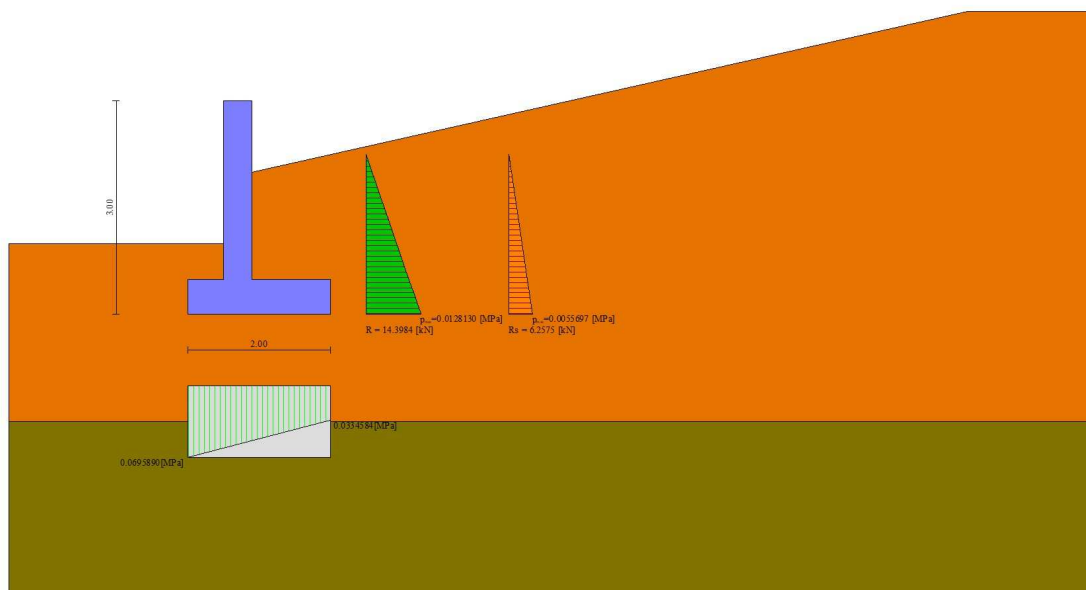 3.00
=0.0128130 [MPa]
R = 14.3984 [kN]
=0.0055697 [MPa]
Rs = 6.2575 [kN]
2.00
0.0334584[MPa]
0.0695890[MPa]